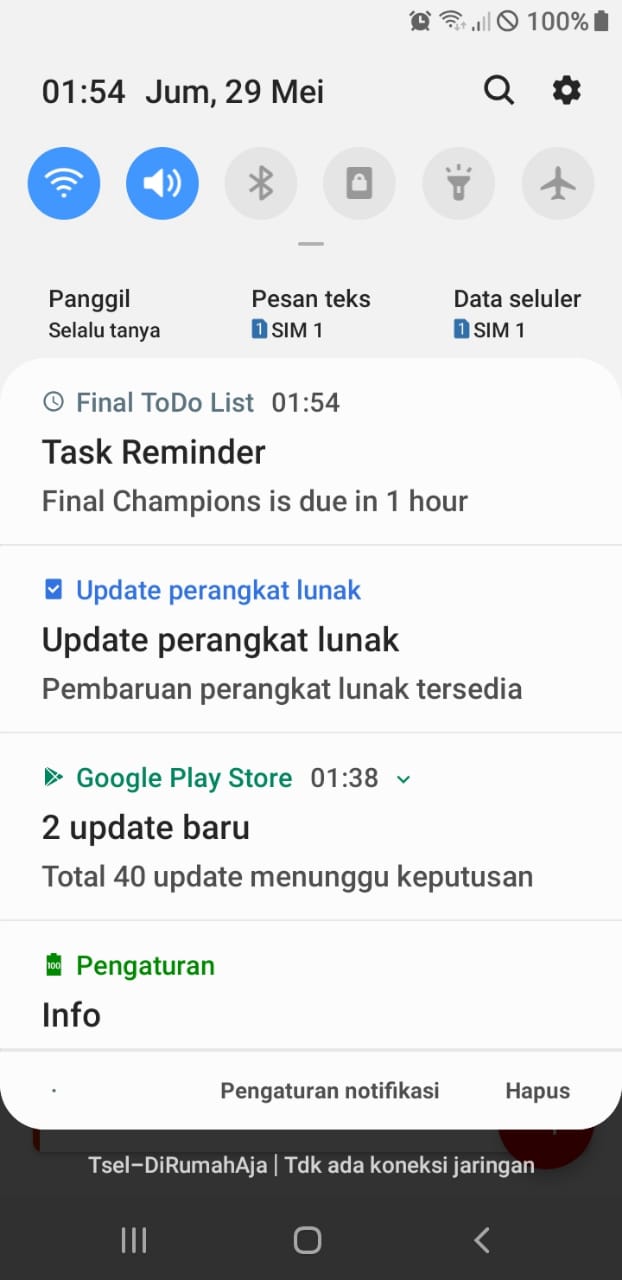 100%
01:54 Jum, 29 Mei
Panggil Pesan teks Data seluler
Selalu tanya 1 SIM 1 1 SIM 1
Final ToDo List 01:54
Task Reminder
Final Champions is due in 1 hour
Update perangkat lunak
Update perangkat lunak
Pembaruan perangkat lunak tersedia
Google Play Store 01:38
2 update baru
Total 40 update menunggu keputusan
100 Pengaturan
Info
Pengaturan notifikasi Hapus
Tsel-DiRumahAja | Tdk ada koneksi jaringan